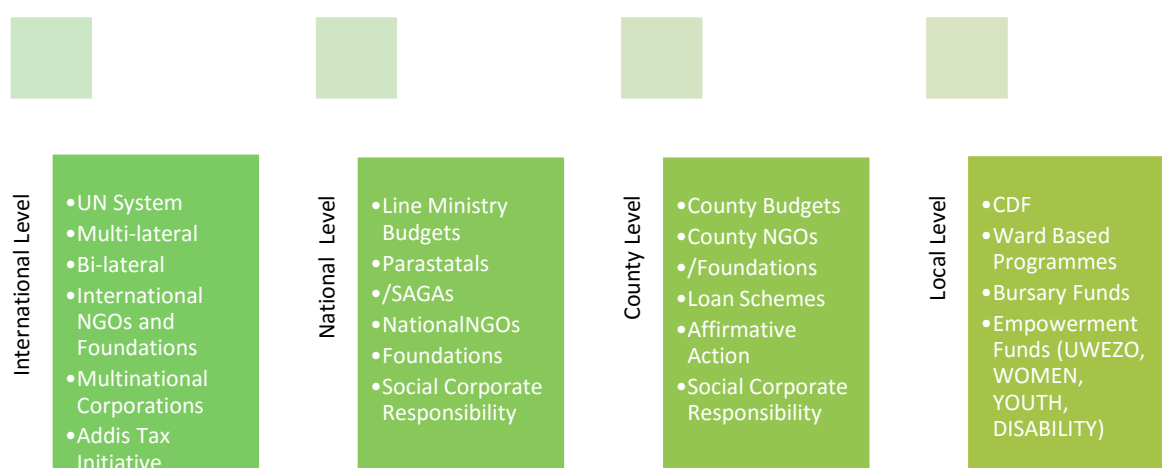 International Level
•UN System
•Multi-lateral
•Bi-lateral
•International
NGOs and
Foundations
•Multinational
Corporations
•Addis Tax
Initiative
National Level
•Line Ministry
Budgets
•Parastatals
•/SAGAs
•NationalNGOs
•Foundations
•Social Corporate
Responsibility
County Level
•County Budgets
•County NGOs
•/Foundations
•Loan Schemes
•Affirmative
Action
•Social Corporate
Responsibility
Local Level
•CDF
•Ward Based
Programmes
•Bursary Funds
•Empowerment
Funds (UWEZO,
WOMEN,
YOUTH,
DISABILITY)